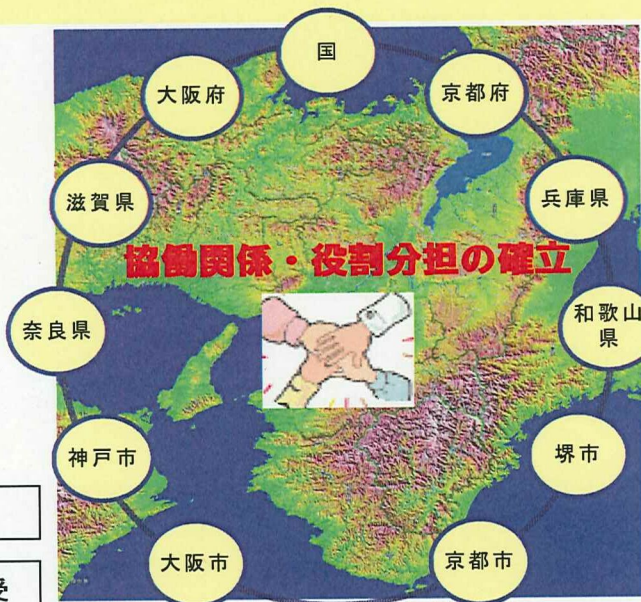 国
大阪府
京都府
滋賀県
兵庫県
協働関係・役割分担の確立
奈良県
和歌山
県
神戸市
堺市
大阪市
京都市
受